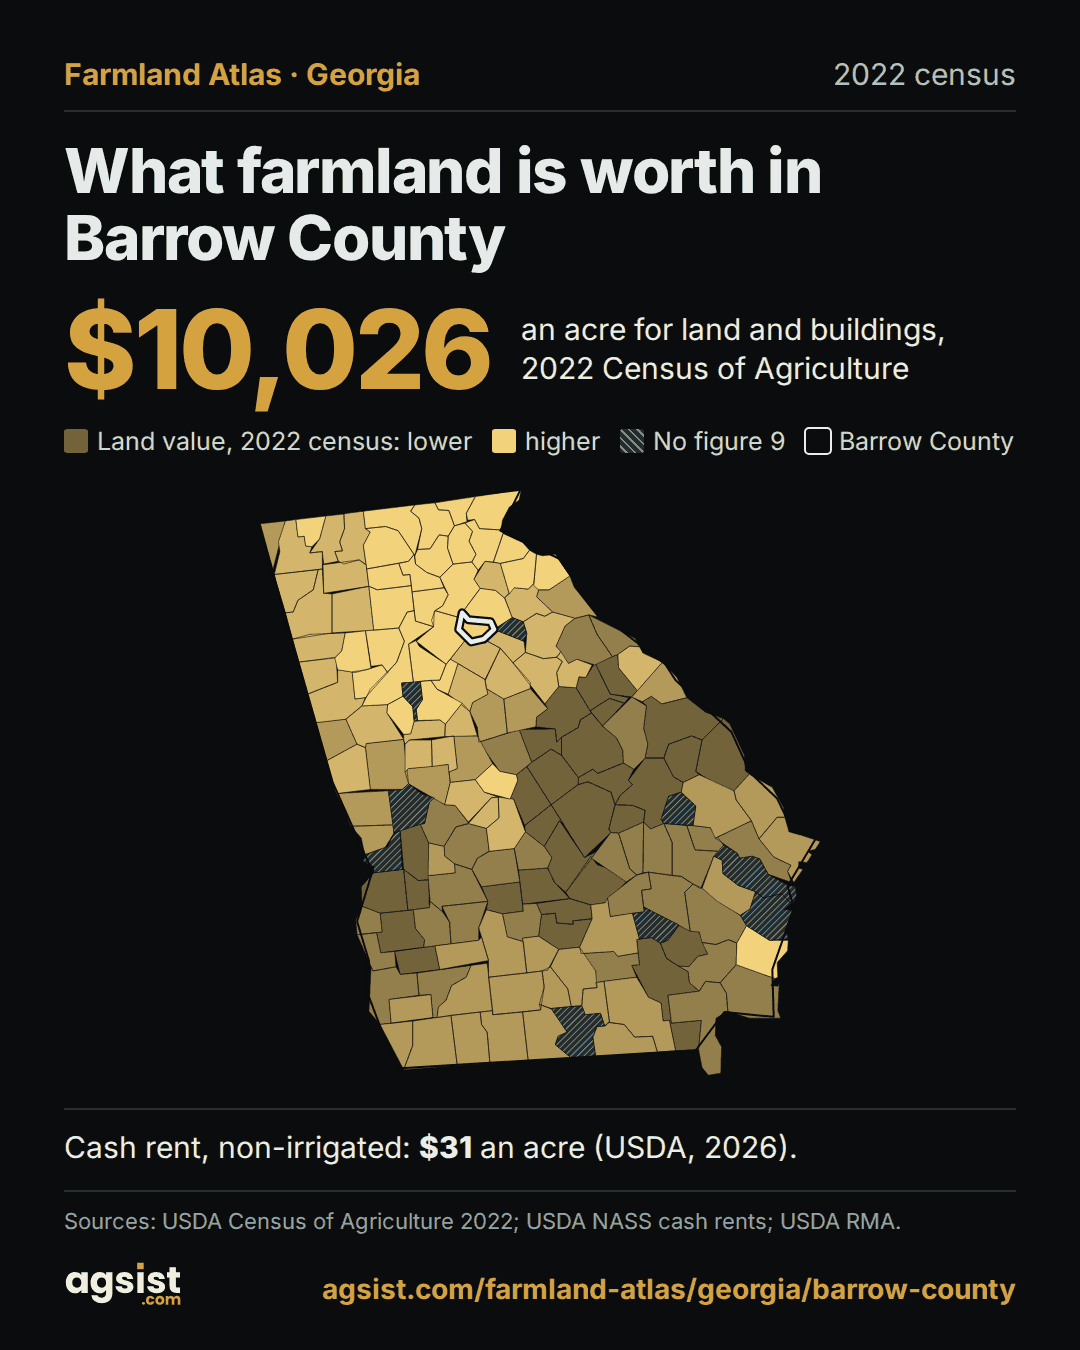 Farmland Atlas · Georgia
2022 census
What farmland is worth in
Barrow County
$10,026
an acre for land and buildings,
2022 Census of Agriculture
Land value, 2022 census: lower
higher
No figure 9
Barrow County
Cash rent, non-irrigated: $31 an acre (USDA, 2026).
Sources: USDA Census of Agriculture 2022; USDA NASS cash rents; USDA RMA.
agsist
.com
agsist.com/farmland-atlas/georgia/barrow-county